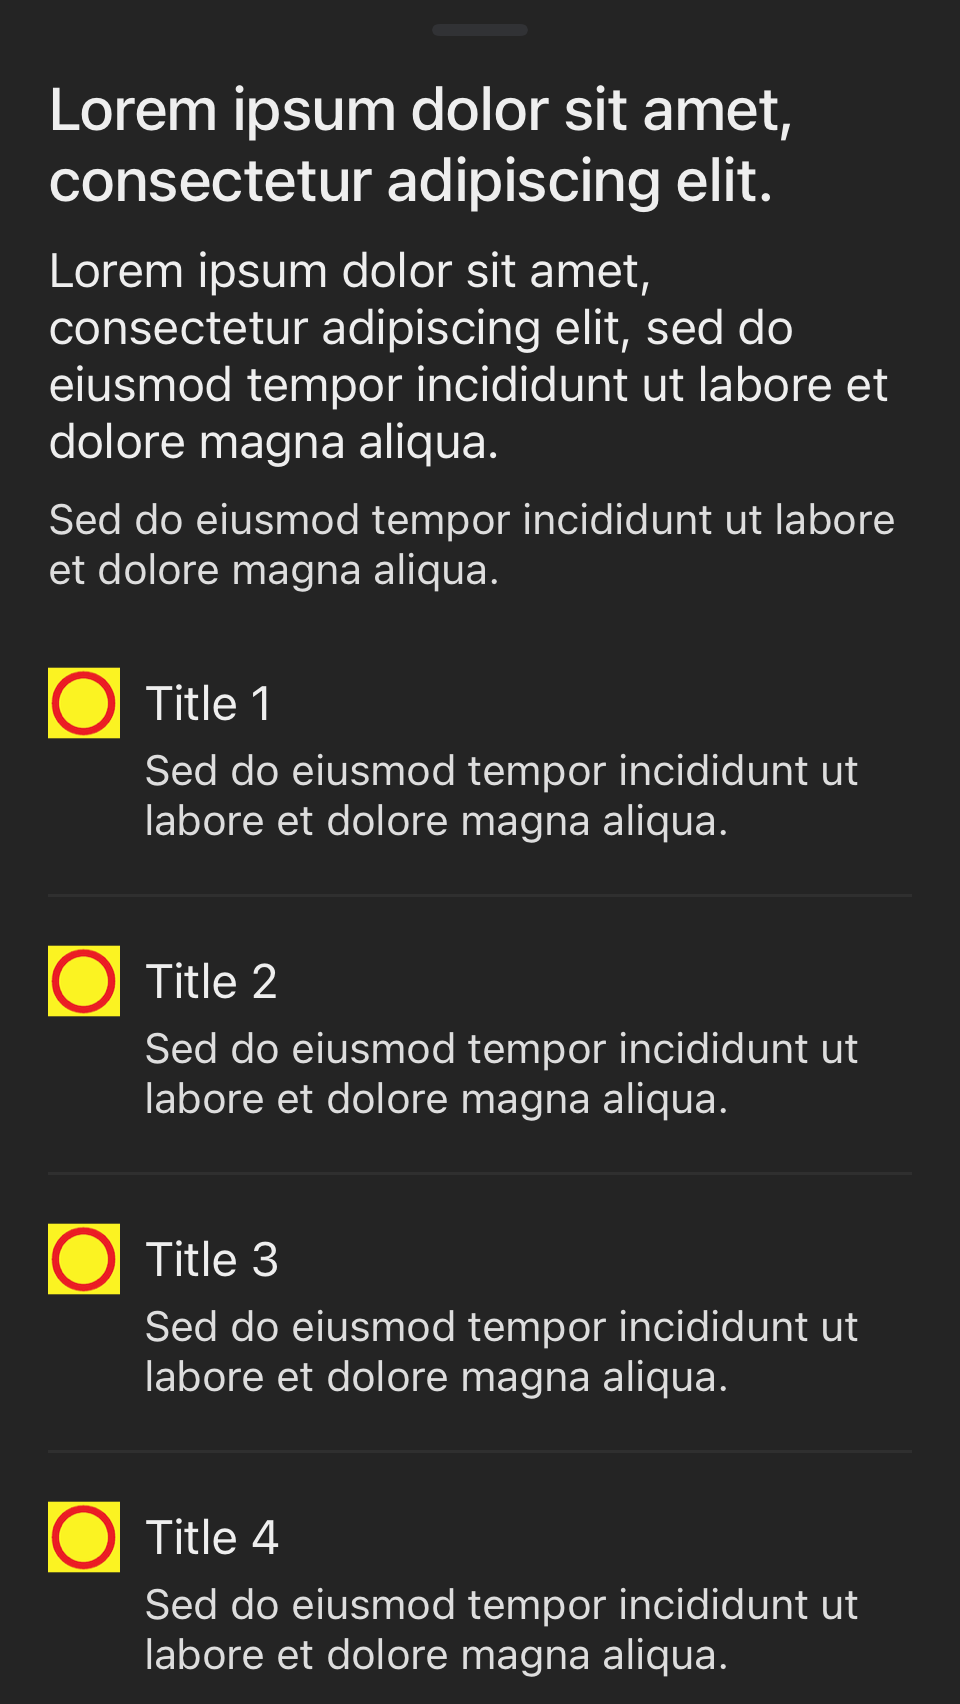 Lorem ipsum dolor sit amet,
consectetur adipiscing elit.
Lorem ipsum dolor sit amet,
consectetur adipiscing elit, sed do
eiusmod tempor incididunt ut labore et
dolore magna aliqua.
Sed do eiusmod tempor incididunt ut labore
et dolore magna aliqua.
Title 1
Sed do eiusmod tempor incididunt ut
labore et dolore magna aliqua.
Title 2
Sed do eiusmod tempor incididunt ut
labore et dolore magna aliqua.
Title 3
Sed do eiusmod tempor incididunt ut
labore et dolore magna aliqua.
Title 4
Sed do eiusmod tempor incididunt ut
labore et dolore magna aliqua.